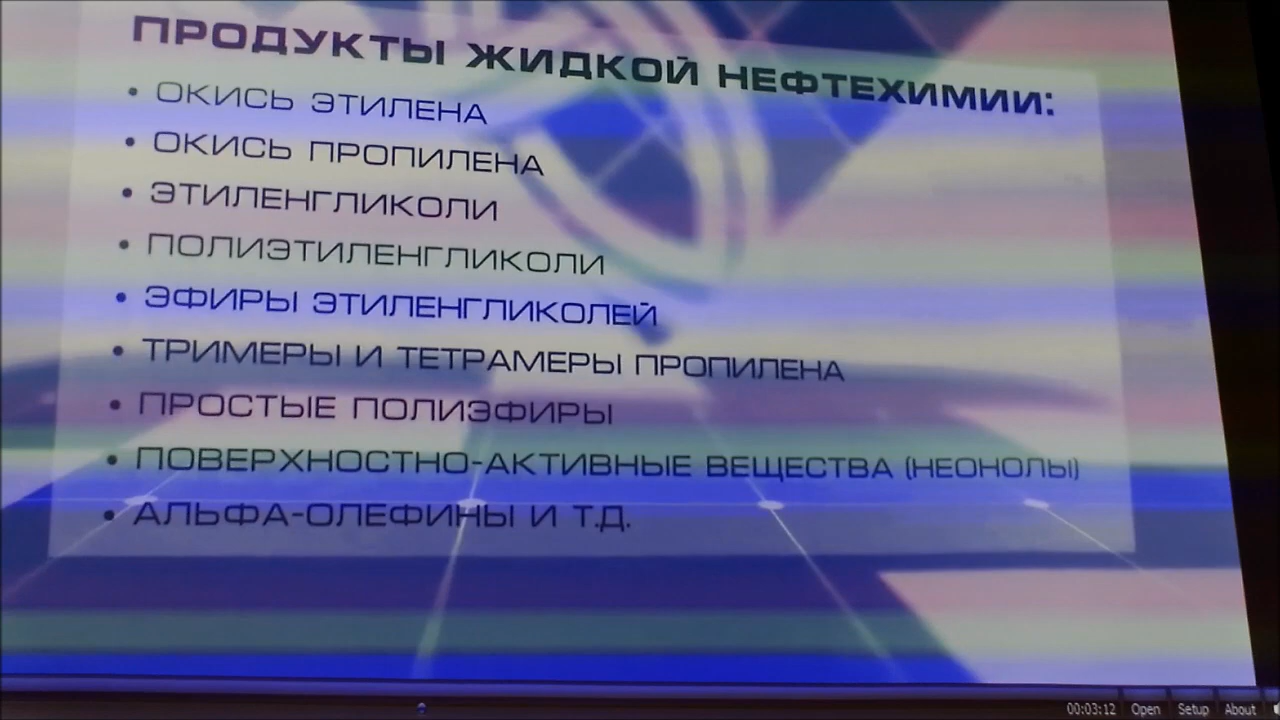 ПРОДУКТЫ ЖИДКОЙ НЕФТЕХИМИИ:
• ОКИСЬ ЭТИЛЕНА
• ОКИСЬ ПРОПИЛЕНА
• ЭТИЛЕНГЛИКОЛИ
• ПОЛИЭТИЛЕНГЛИКОЛИ
• ЭФИРЫ ЭТИЛЕНГЛИКОЛЕЙ
• ТРИМЕРЫ И ТЕТРАМЕРЫ ПРОПИЛЕНА
• ПРОСТЫЕ ПОЛИЭФИРЫ
• ПОВЕРХНОСТНО-АКТИВНЫЕ ВЕЩЕСТВА (НЕОНОЛЫ)
• АЛЬФА-ОЛЕФИНЫ И Т.Д.
00:03:12 Open Setup About